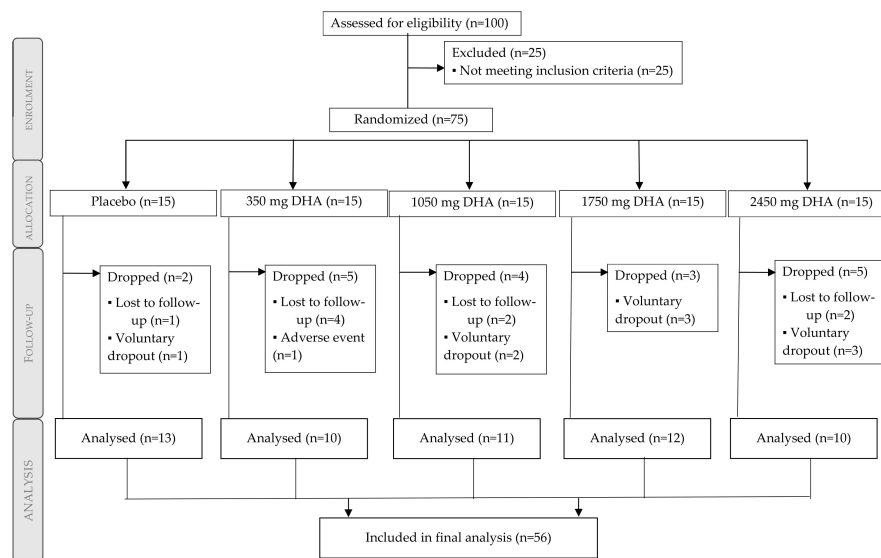 ENROLMENT
Assessed for eligibility (n=100)
Excluded (n=25)
▪ Not meeting inclusion criteria (n=25)
Randomized (n=75)
ALLOCATION
Placebo (n=15)
350 mg DHA (n=15)
1050 mg DHA (n=15)
1750 mg DHA (n=15)
2450 mg DHA (n=15)
FOLLOW-UP
Dropped (n=2)
▪ Lost to follow-
up (n=1)
▪ Voluntary
dropout (n=1)
Dropped (n=5)
▪ Lost to follow-
up (n=4)
▪ Adverse event
(n=1)
Dropped (n=4)
▪ Lost to follow-
up (n=2)
▪ Voluntary
dropout (n=2)
Dropped (n=3)
▪ Voluntary
dropout (n=3)
Dropped (n=5)
▪ Lost to follow-
up (n=2)
▪ Voluntary
dropout (n=3)
ANALYSIS
Analysed (n=13)
Analysed (n=10)
Analysed (n=11)
Analysed (n=12)
Analysed (n=10)
Included in final analysis (n=56)